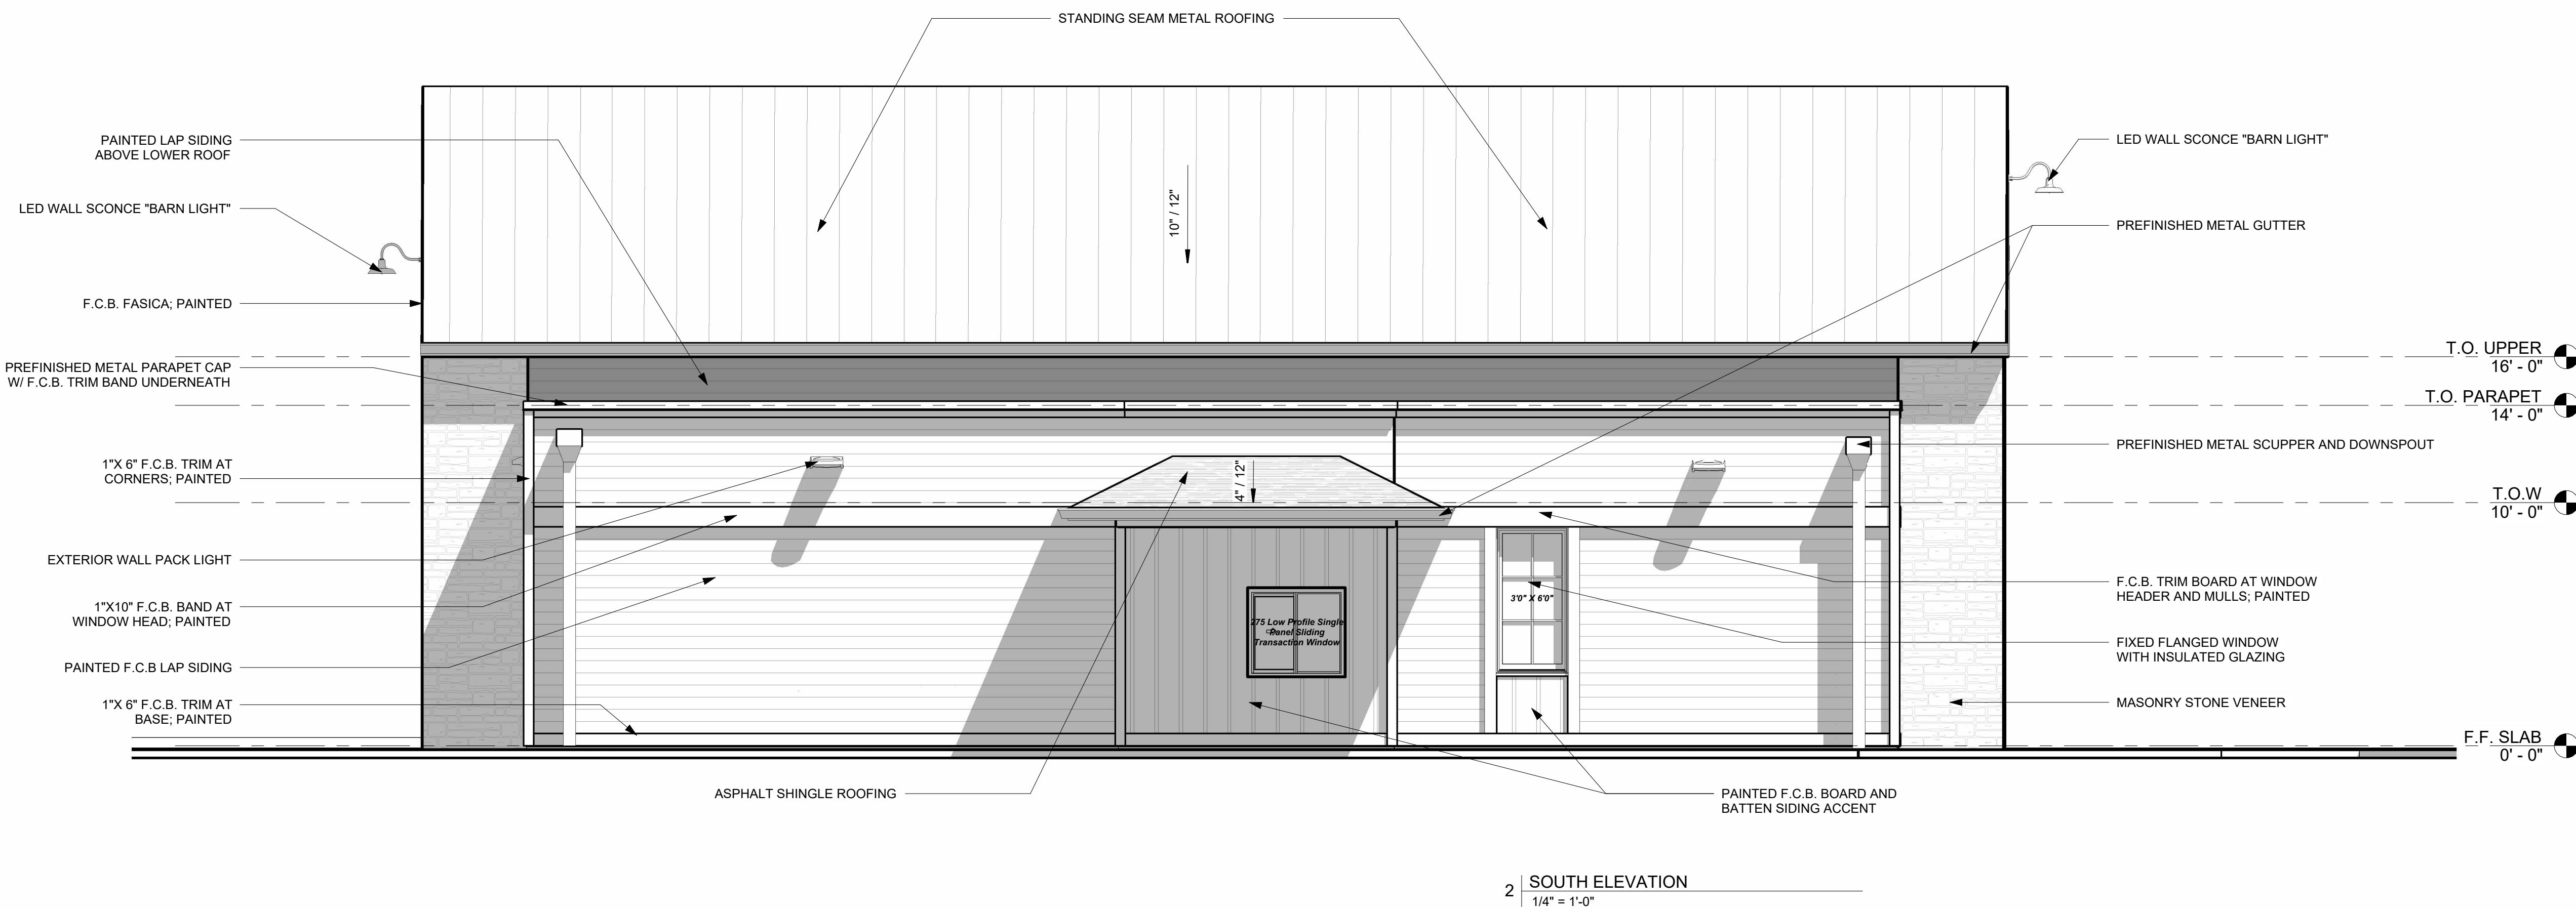 STANDING SEAM METAL ROOFING
PAINTED LAP SIDING
ABOVE LOWER ROOF
LED WALL SCONCE "BARN LIGHT"
F.C.B. FASICA; PAINTED
PREFINISHED METAL PARAPET CAP
W/ F.C.B. TRIM BAND UNDERNEATH
1"X 6" F.C.B. TRIM AT
CORNERS; PAINTED
EXTERIOR WALL PACK LIGHT
1"X10" F.C.B. BAND AT
WINDOW HEAD; PAINTED
PAINTED F.C.B LAP SIDING
1"X 6" F.C.B. TRIM AT
BASE; PAINTED
10" / 12"
4" / 12"
275 Low Profile Single
Panel Sliding
Transaction Window
3'0" X 6'0"
ASPHALT SHINGLE ROOFING
PAINTED F.C.B. BOARD AND
BATTEN SIDING ACCENT
LED WALL SCONCE "BARN LIGHT"
PREFINISHED METAL GUTTER
PREFINISHED METAL SCUPPER AND DOWNSPOUT
F.C.B. TRIM BOARD AT WINDOW
HEADER AND MULLS; PAINTED
FIXED FLANGED WINDOW
WITH INSULATED GLAZING
MASONRY STONE VENEER
T.O. UPPER
16' - 0"
T.O. PARAPET
14' - 0"
T.O.W
10' - 0"
F.F. SLAB
0' - 0"
2
SOUTH ELEVATION
1/4" = 1'-0"